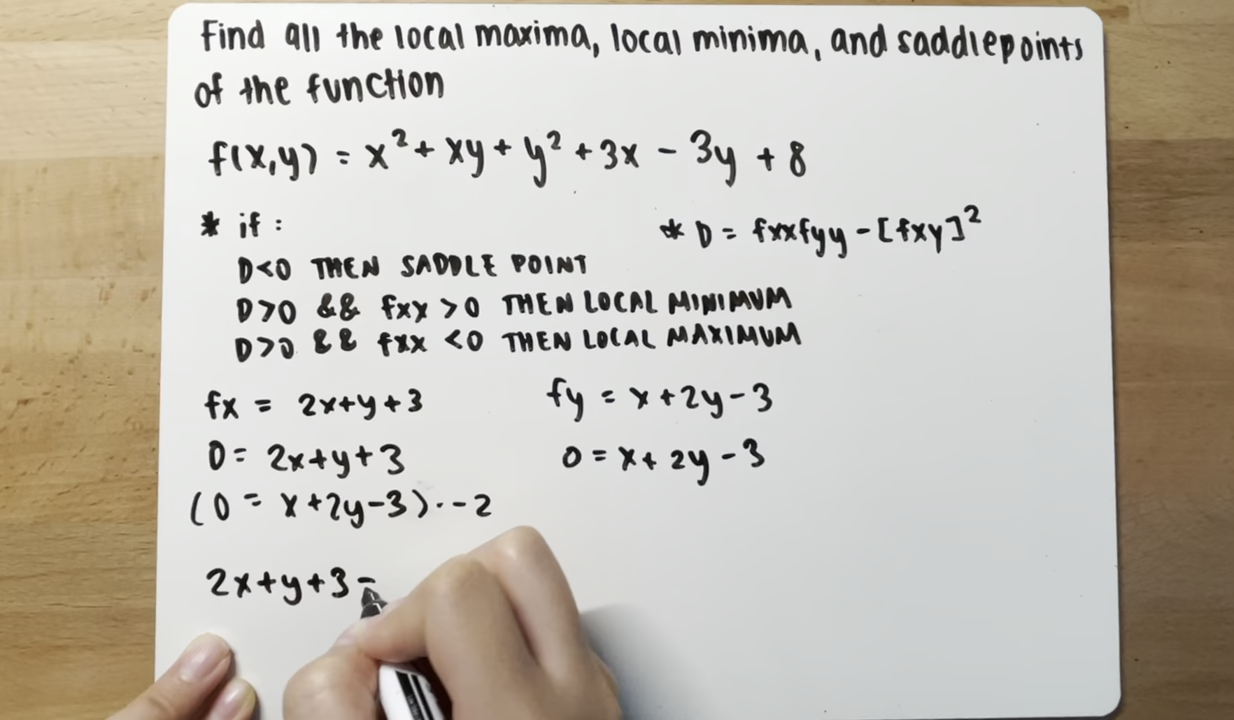 Find all the local maxima, local minima, and saddlepoints
of the function
f(x,y) = x² + xy + y² + 3x - 3y + 8
* if :
* D = fxxfyy - [fxy]²
D<0 THEN SADDLE POINT
D>0 && fxx >0 THEN LOCAL MINIMUM
D>0 && fxx <0 THEN LOCAL MAXIMUM
fx = 2x+y+3
fy = x+2y-3
0 = 2x+y+3
0 = x+2y-3
(0 = x+2y-3)·-2
2x+y+3=